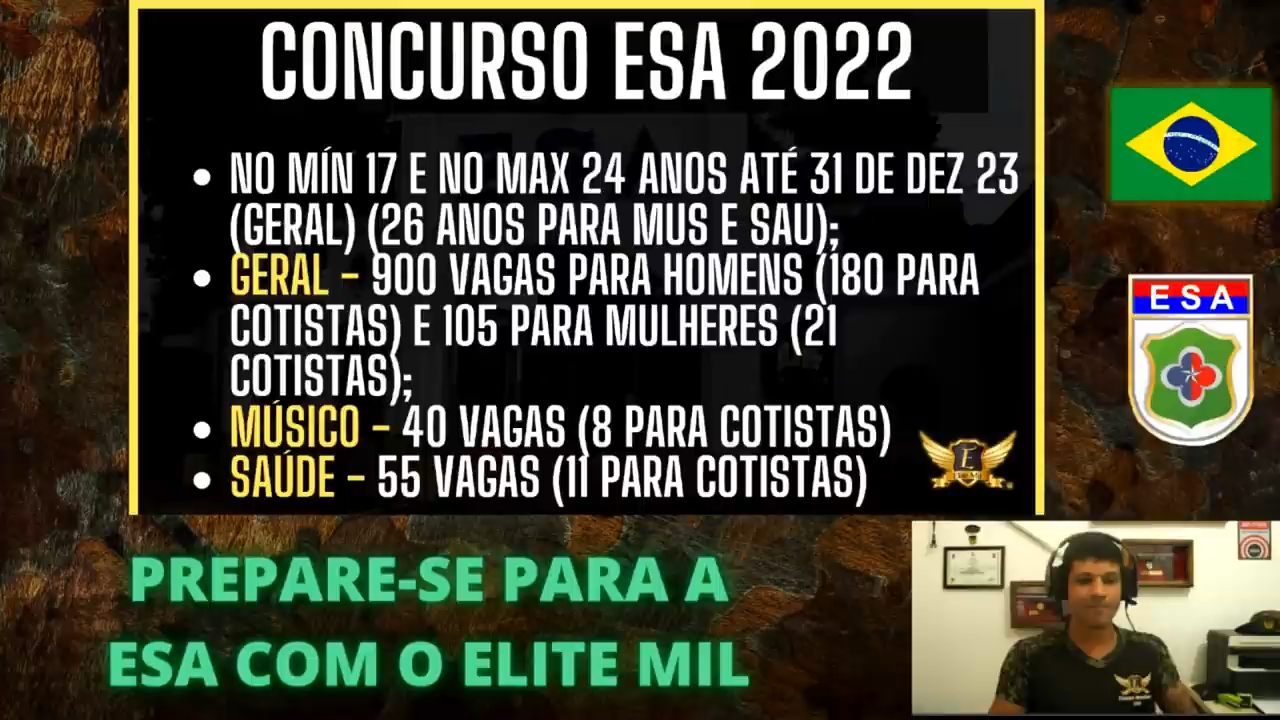 CONCURSO ESA 2022
• NO MÍN 17 E NO MAX 24 ANOS ATÉ 31 DE DEZ 23
(GERAL) (26 ANOS PARA MUS E SAU);
• GERAL – 900 VAGAS PARA HOMENS (180 PARA
COTISTAS) E 105 PARA MULHERES (21
COTISTAS);
• MÚSICO – 40 VAGAS (8 PARA COTISTAS)
• SAÚDE – 55 VAGAS (11 PARA COTISTAS)
E
ESA
PREPARE-SE PARA A
ESA COM O ELITE MIL